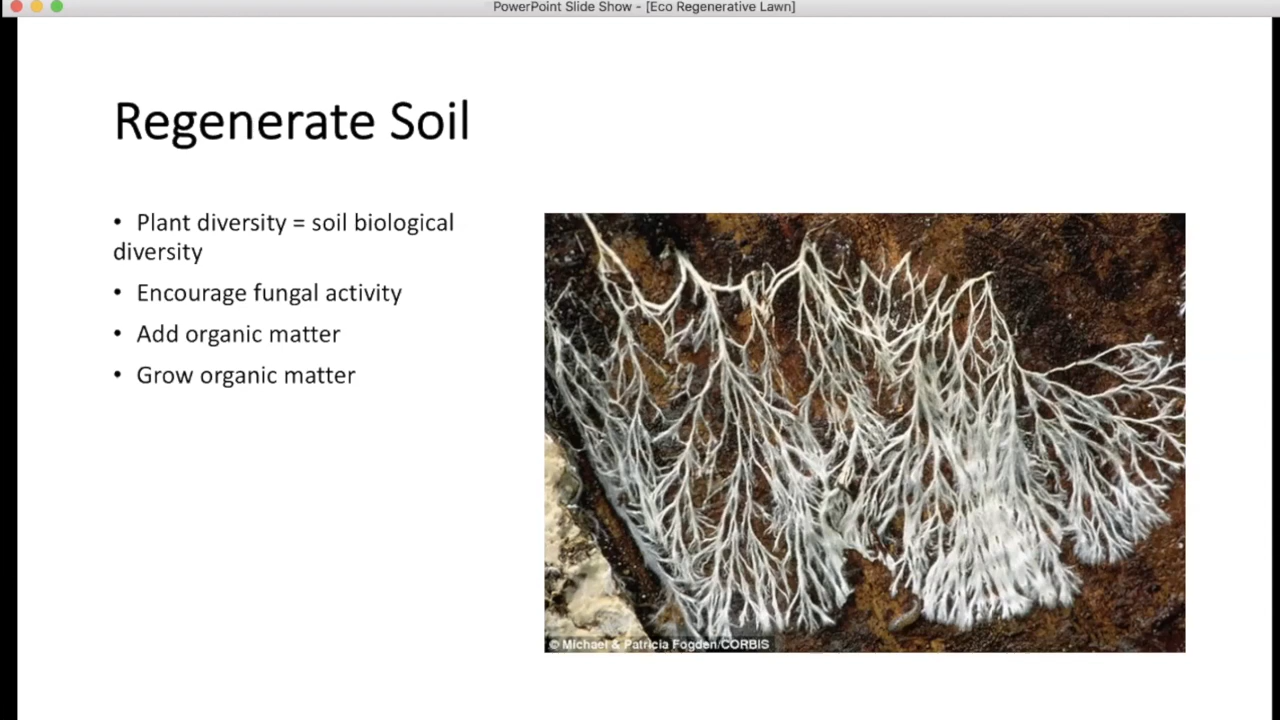 PowerPoint Slide Show - [Eco Regenerative Lawn]
Regenerate Soil
• Plant diversity = soil biological
diversity
• Encourage fungal activity
• Add organic matter
• Grow organic matter
© Michael & Patricia Fogden/CORBIS